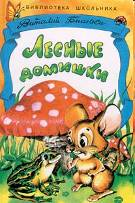 БИБЛИОТЕКА ШКОЛЬНИКА
Виталий Бианки
Лесные
домишки